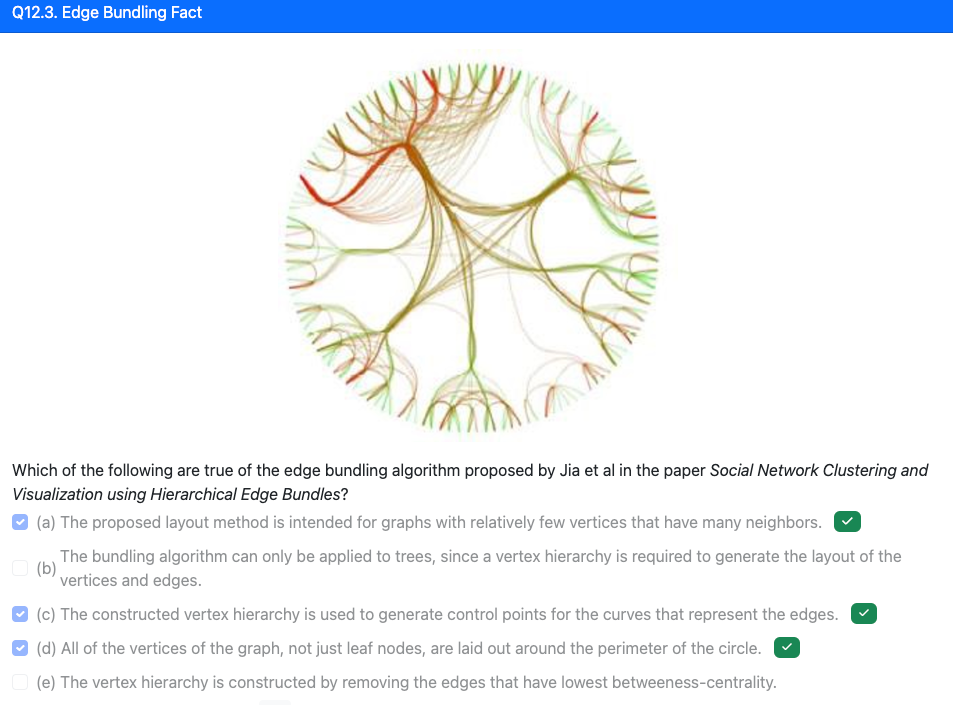 Q12.3. Edge Bundling Fact
Which of the following are true of the edge bundling algorithm proposed by Jia et al in the paper Social Network Clustering and
Visualization using Hierarchical Edge Bundles?
(a) The proposed layout method is intended for graphs with relatively few vertices that have many neighbors.
(b) The bundling algorithm can only be applied to trees, since a vertex hierarchy is required to generate the layout of the
vertices and edges.
(c) The constructed vertex hierarchy is used to generate control points for the curves that represent the edges.
(d) All of the vertices of the graph, not just leaf nodes, are laid out around the perimeter of the circle.
(e) The vertex hierarchy is constructed by removing the edges that have lowest betweeness-centrality.